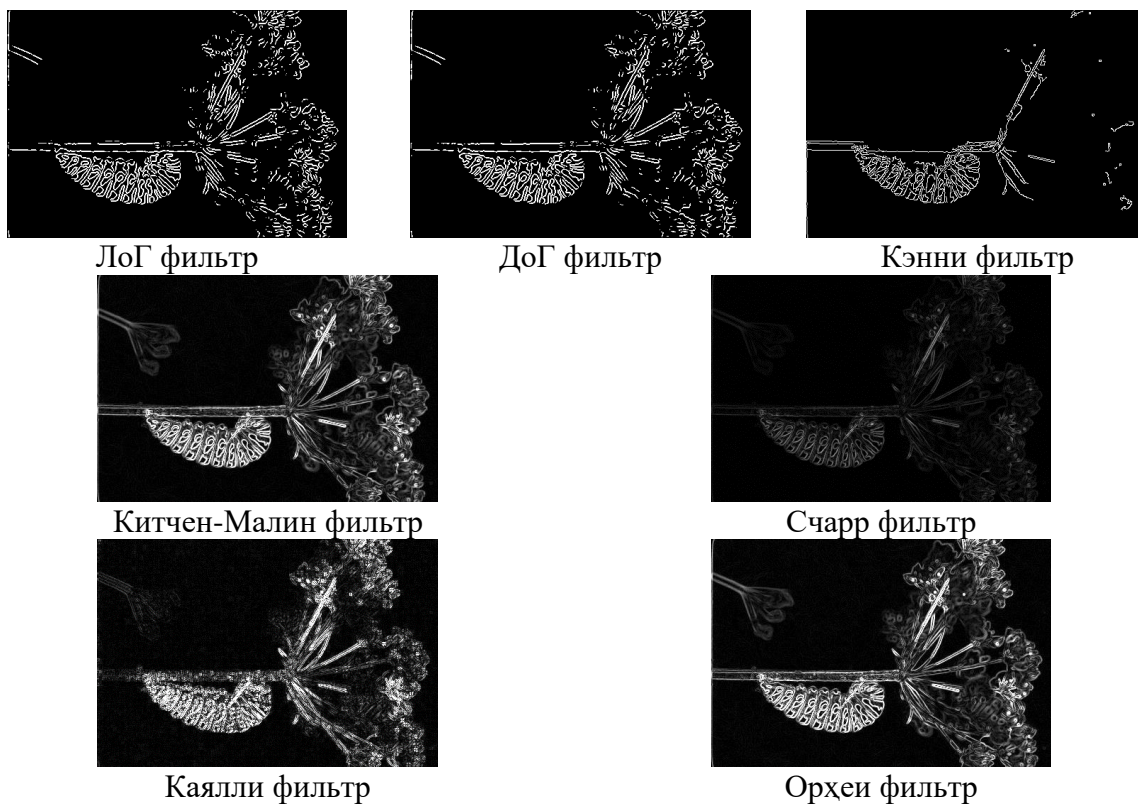 ЛоГ фильтр
ДоГ фильтр
Кэнни фильтр
Китчен-Малин фильтр
Счарр фильтр
Каялли фильтр
Орҳеи фильтр